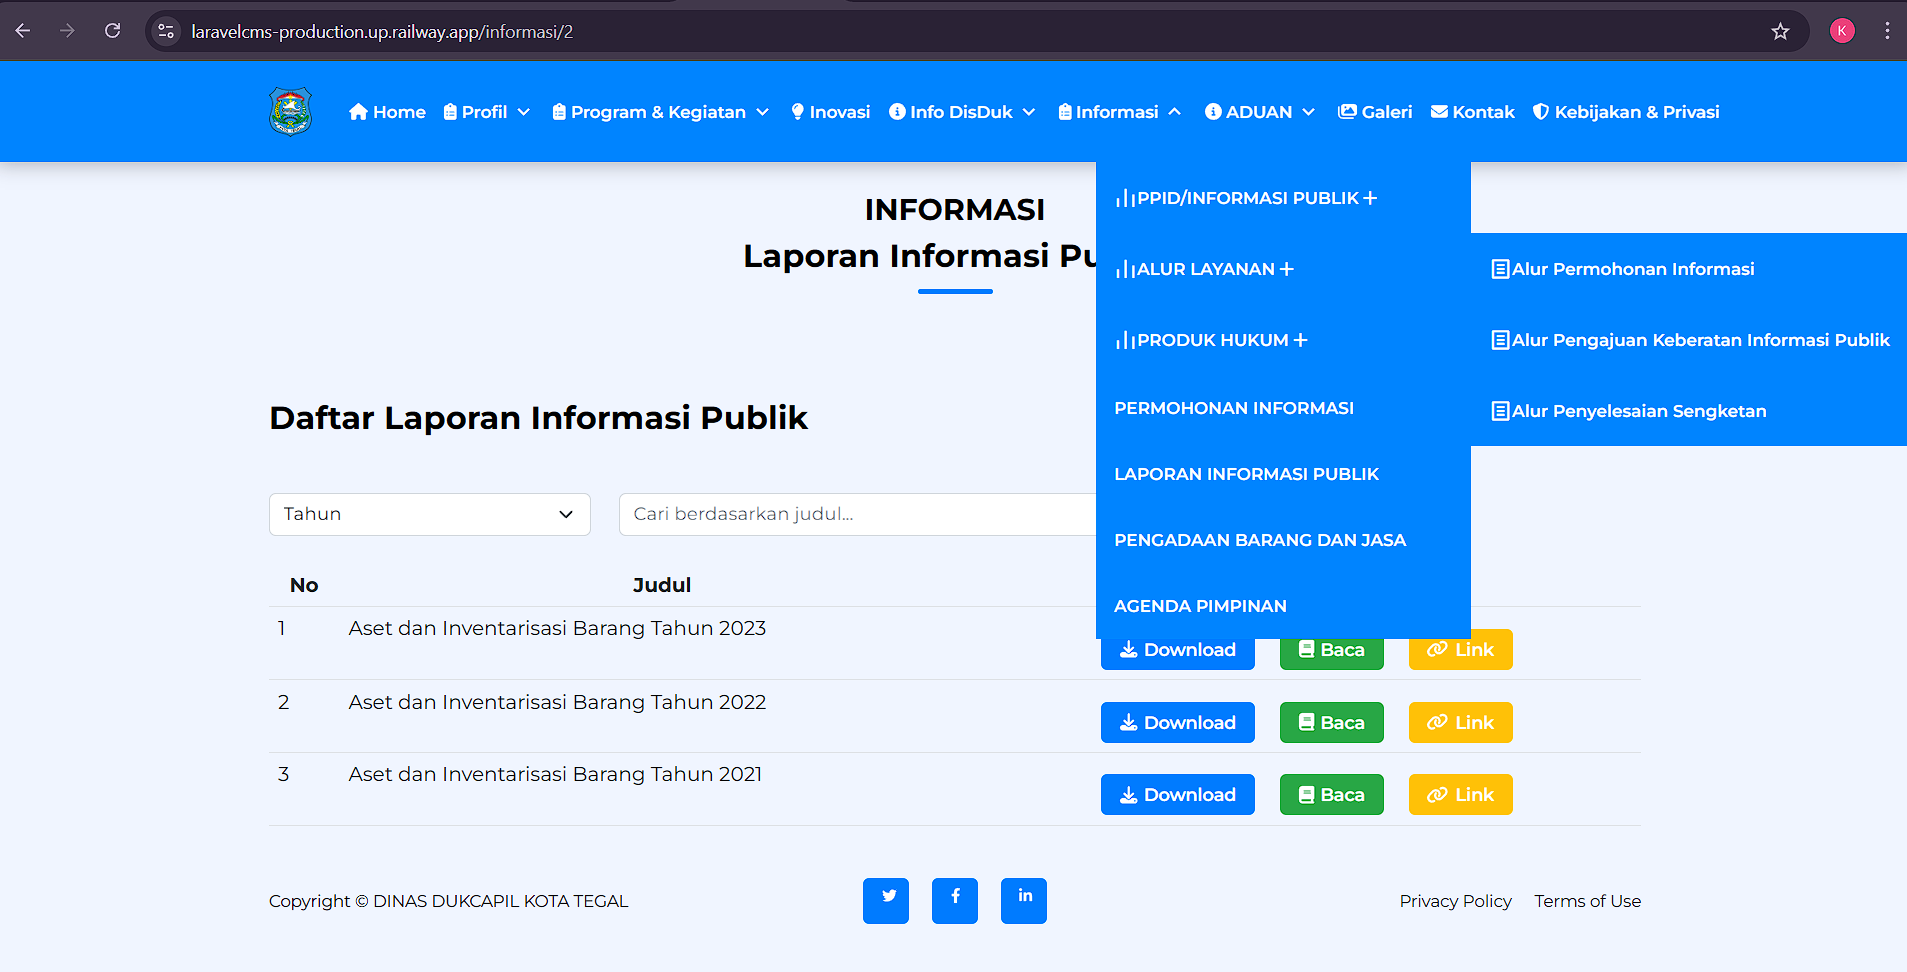 laravelcms-production.up.railway.app/informasi/2
K
Home Profil Program & Kegiatan Inovasi Info DisDuk Informasi ADUAN Galeri Kontak Kebijakan & Privasi
PPID/INFORMASI PUBLIK +
ALUR LAYANAN +
PRODUK HUKUM +
PERMOHONAN INFORMASI
LAPORAN INFORMASI PUBLIK
PENGADAAN BARANG DAN JASA
AGENDA PIMPINAN
Alur Permohonan Informasi
Alur Pengajuan Keberatan Informasi Publik
Alur Penyelesaian Sengketan
INFORMASI
Laporan Informasi Pu
Daftar Laporan Informasi Publik
Tahun Cari berdasarkan judul...
No Judul
1 Aset dan Inventarisasi Barang Tahun 2023 Download Baca Link
2 Aset dan Inventarisasi Barang Tahun 2022 Download Baca Link
3 Aset dan Inventarisasi Barang Tahun 2021 Download Baca Link
Copyright © DINAS DUKCAPIL KOTA TEGAL Privacy Policy Terms of Use